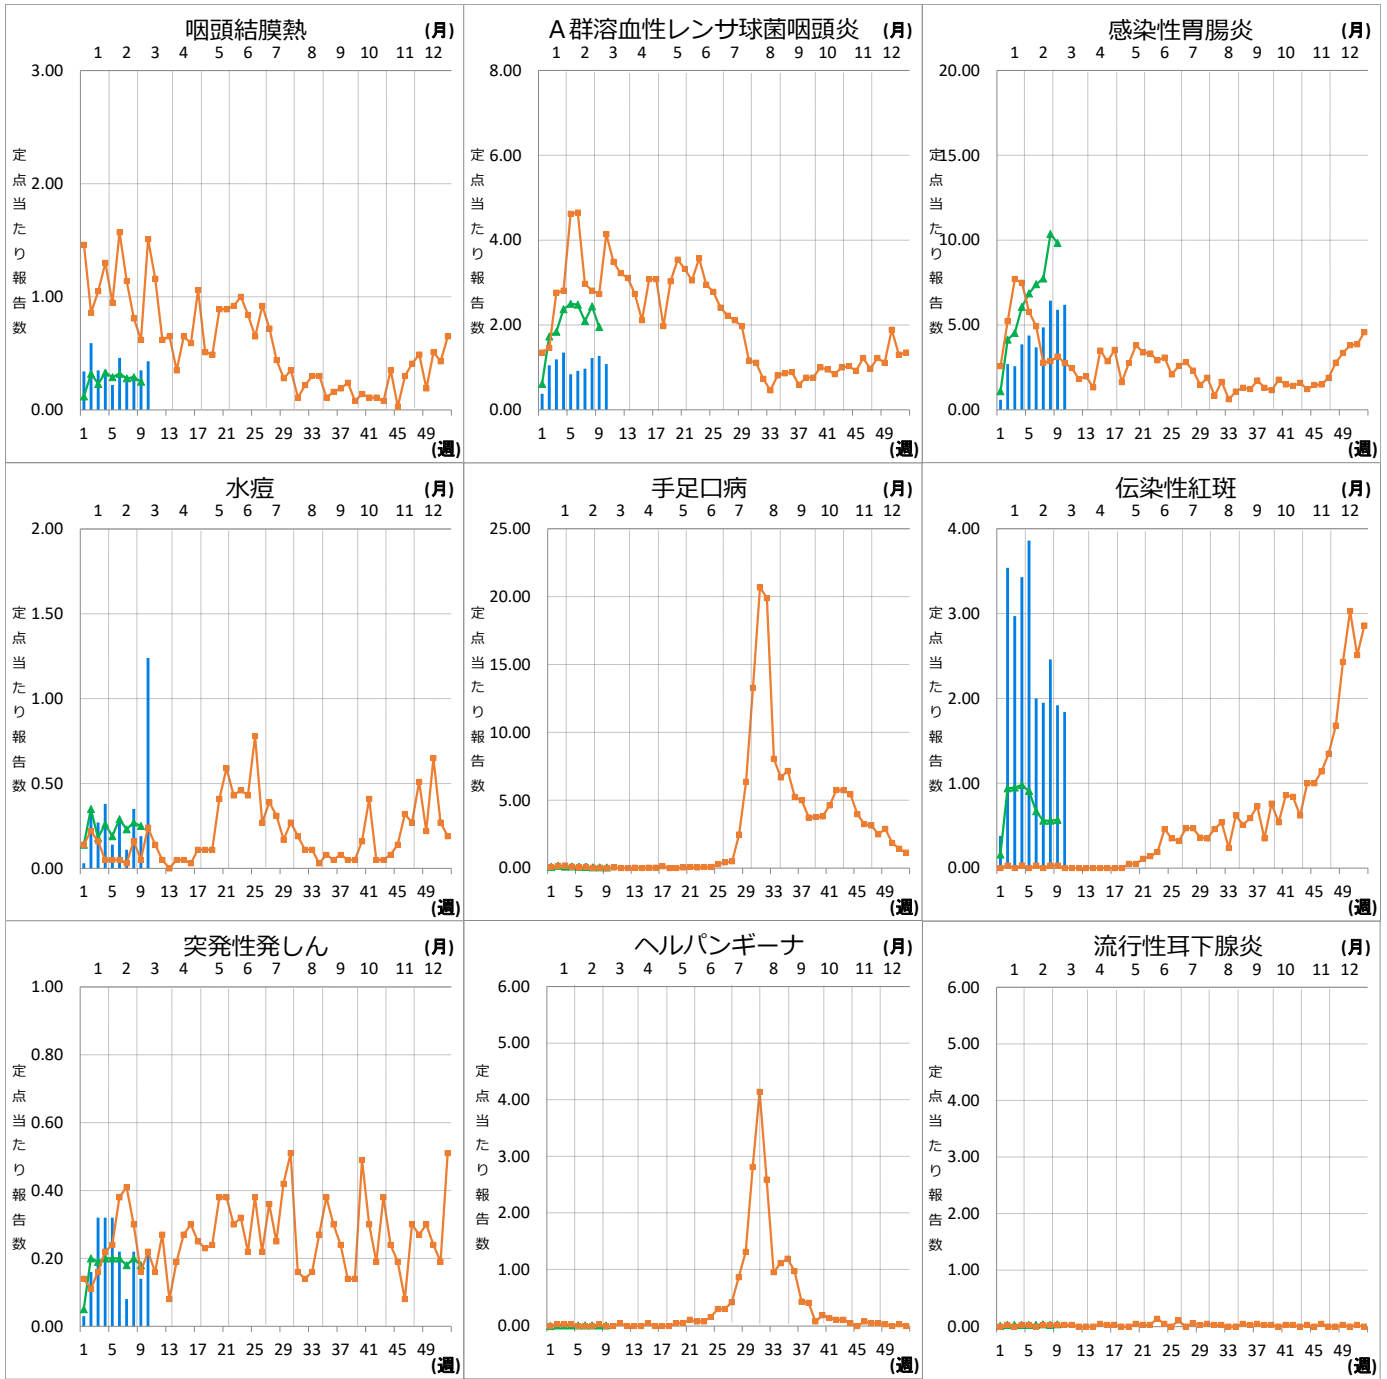 咽頭結膜熱
(月)
1 2 3 4 5 6 7 8 9 10 11 12
3.00
2.00
1.00
0.00
定点当たり報告数
1 5 9 13 17 21 25 29 33 37 41 45 49
(週)
A群溶血性レンサ球菌咽頭炎
(月)
1 2 3 4 5 6 7 8 9 10 11 12
8.00
6.00
4.00
2.00
0.00
定点当たり報告数
1 5 9 13 17 21 25 29 33 37 41 45 49
(週)
感染性胃腸炎
(月)
1 2 3 4 5 6 7 8 9 10 11 12
20.00
15.00
10.00
5.00
0.00
定点当たり報告数
1 5 9 13 17 21 25 29 33 37 41 45 49
(週)
水痘
(月)
1 2 3 4 5 6 7 8 9 10 11 12
2.00
1.50
1.00
0.50
0.00
定点当たり報告数
1 5 9 13 17 21 25 29 33 37 41 45 49
(週)
手足口病
(月)
1 2 3 4 5 6 7 8 9 10 11 12
25.00
20.00
15.00
10.00
5.00
0.00
定点当たり報告数
1 5 9 13 17 21 25 29 33 37 41 45 49
(週)
伝染性紅斑
(月)
1 2 3 4 5 6 7 8 9 10 11 12
4.00
3.00
2.00
1.00
0.00
定点当たり報告数
1 5 9 13 17 21 25 29 33 37 41 45 49
(週)
突発性発しん
(月)
1 2 3 4 5 6 7 8 9 10 11 12
1.00
0.80
0.60
0.40
0.20
0.00
定点当たり報告数
1 5 9 13 17 21 25 29 33 37 41 45 49
(週)
ヘルパンギーナ
(月)
1 2 3 4 5 6 7 8 9 10 11 12
6.00
5.00
4.00
3.00
2.00
1.00
0.00
定点当たり報告数
1 5 9 13 17 21 25 29 33 37 41 45 49
(週)
流行性耳下腺炎
(月)
1 2 3 4 5 6 7 8 9 10 11 12
6.00
5.00
4.00
3.00
2.00
1.00
0.00
定点当たり報告数
1 5 9 13 17 21 25 29 33 37 41 45 49
(週)